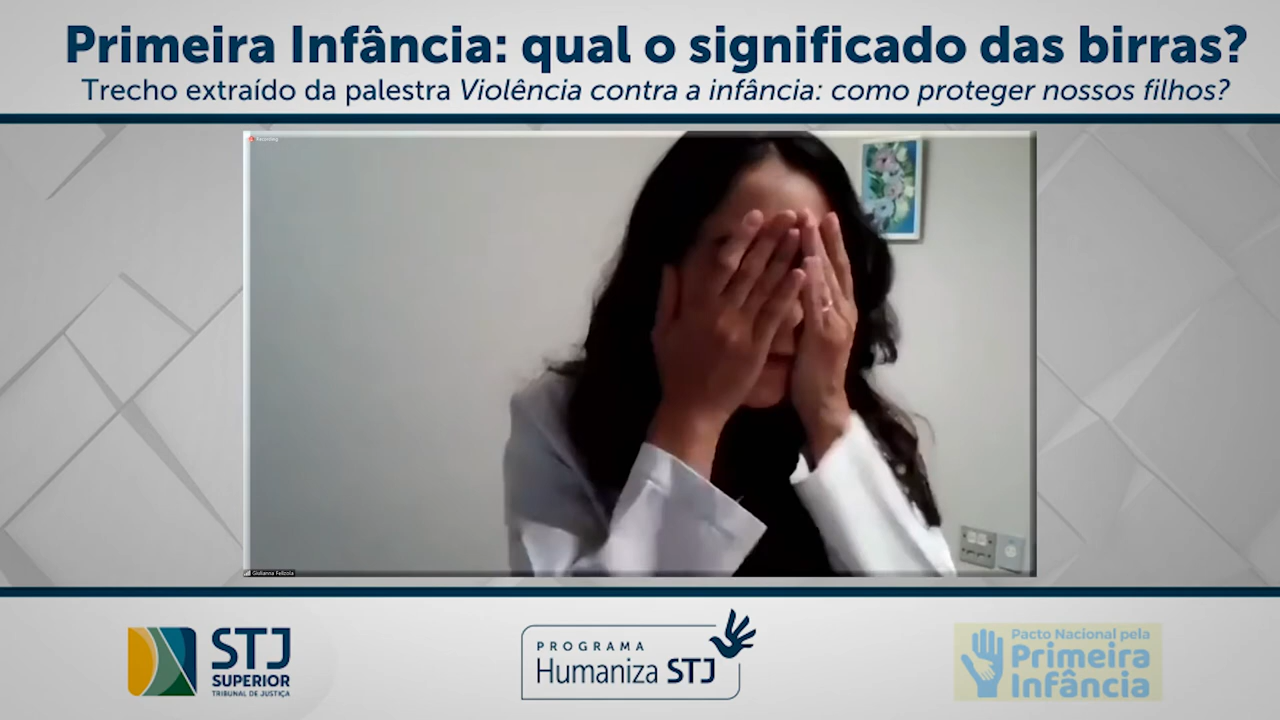 Primeira Infância: qual o significado das birras?
Trecho extraído da palestra Violência contra a infância: como proteger nossos filhos?
Recording
STJ
SUPERIOR
TRIBUNAL DE JUSTIÇA
PROGRAMA
Humaniza STJ
Pacto Nacional pela
Primeira
Infância